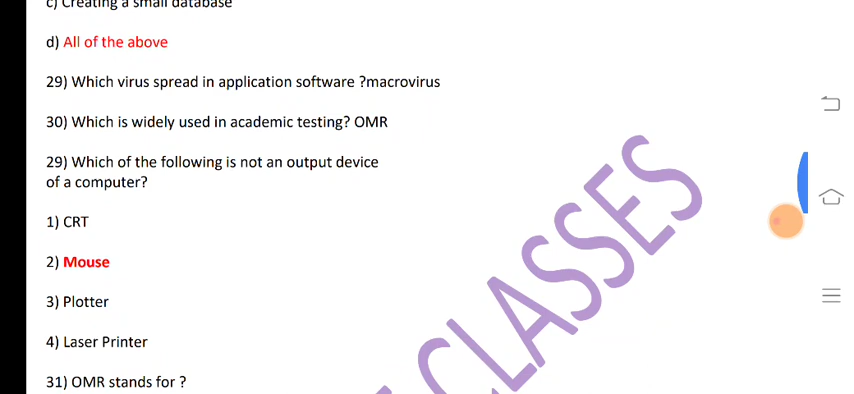 c) Creating a small database
d) All of the above
29) Which virus spread in application software ?macrovirus
30) Which is widely used in academic testing? OMR
29) Which of the following is not an output device
of a computer?
1) CRT
2) Mouse
3) Plotter
4) Laser Printer
31) OMR stands for ?
CLASSES